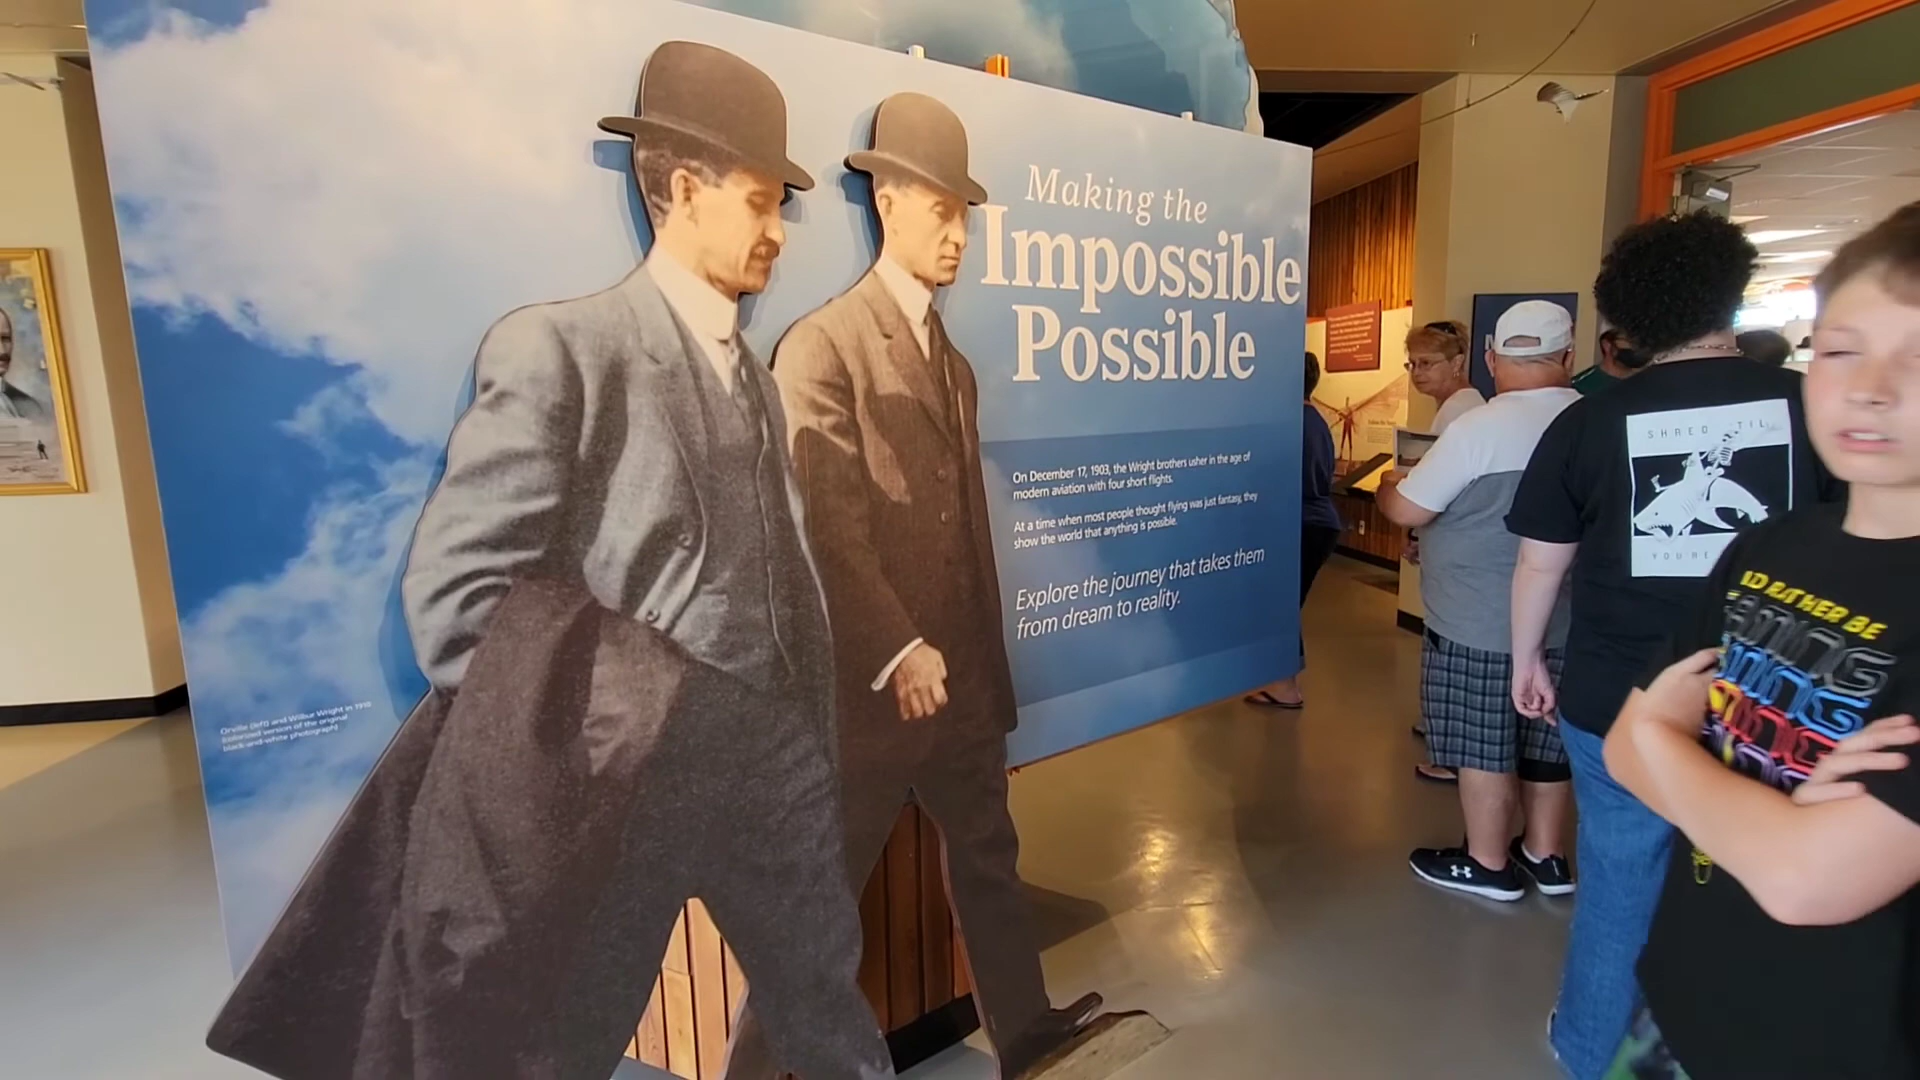 Making the
Impossible
Possible
On December 17, 1903, the Wright brothers usher in the age of
modern aviation with four short flights.
At a time when most people thought flying was just fantasy, they
show the world that anything is possible.
Explore the journey that takes them
from dream to reality.
Orville (left) and Wilbur Wright in 1910
(colorized version of the original
black-and-white photograph)
SHRED TIL
YOU'RE
I'D RATHER BE